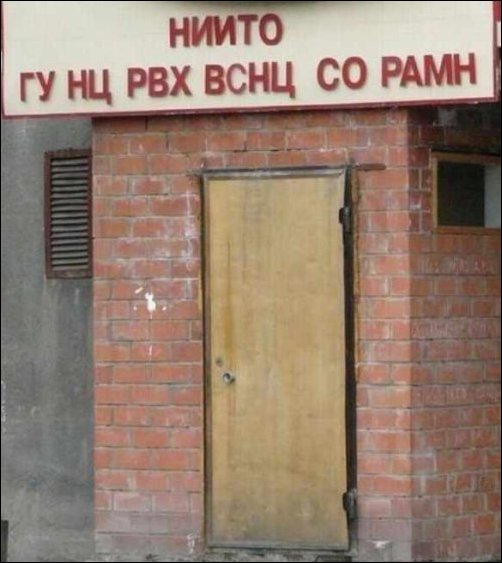 НИИТО
ГУ НЦ РВХ ВСНЦ СО РАМН